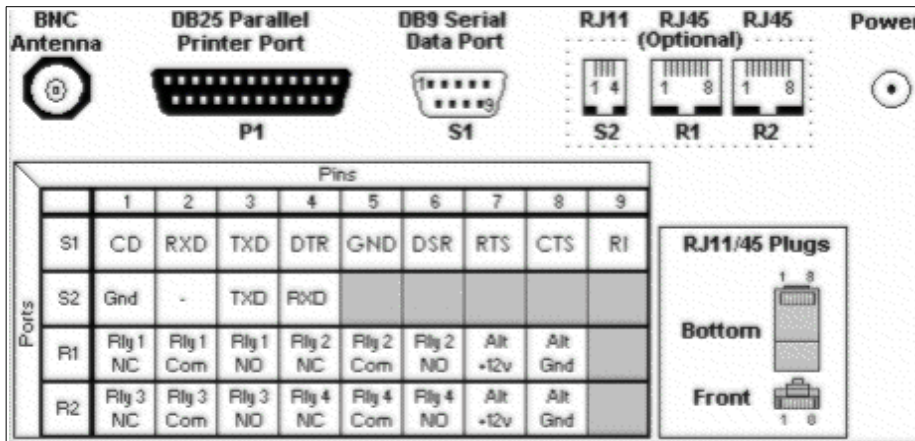 BNC Antenna
DB25 Parallel Printer Port
DB9 Serial Data Port
RJ11 RJ45 RJ45
(Optional)
Power
1 9
1 4 1 8 1 8
P1 S1 S2 R1 R2
Pins
1 2 3 4 5 6 7 8 9
Ports
S1 CD RXD TXD DTR GND DSR RTS CTS RI
S2 Gnd - TXD RXD
R1 Rly 1 NC Rly 1 Com Rly 1 NO Rly 2 NC Rly 2 Com Rly 2 NO Alt +12v Alt Gnd
R2 Rly 3 NC Rly 3 Com Rly 3 NO Rly 4 NC Rly 4 Com Rly 4 NO Alt +12v Alt Gnd
RJ11/45 Plugs
1 8
Bottom
Front
1 8